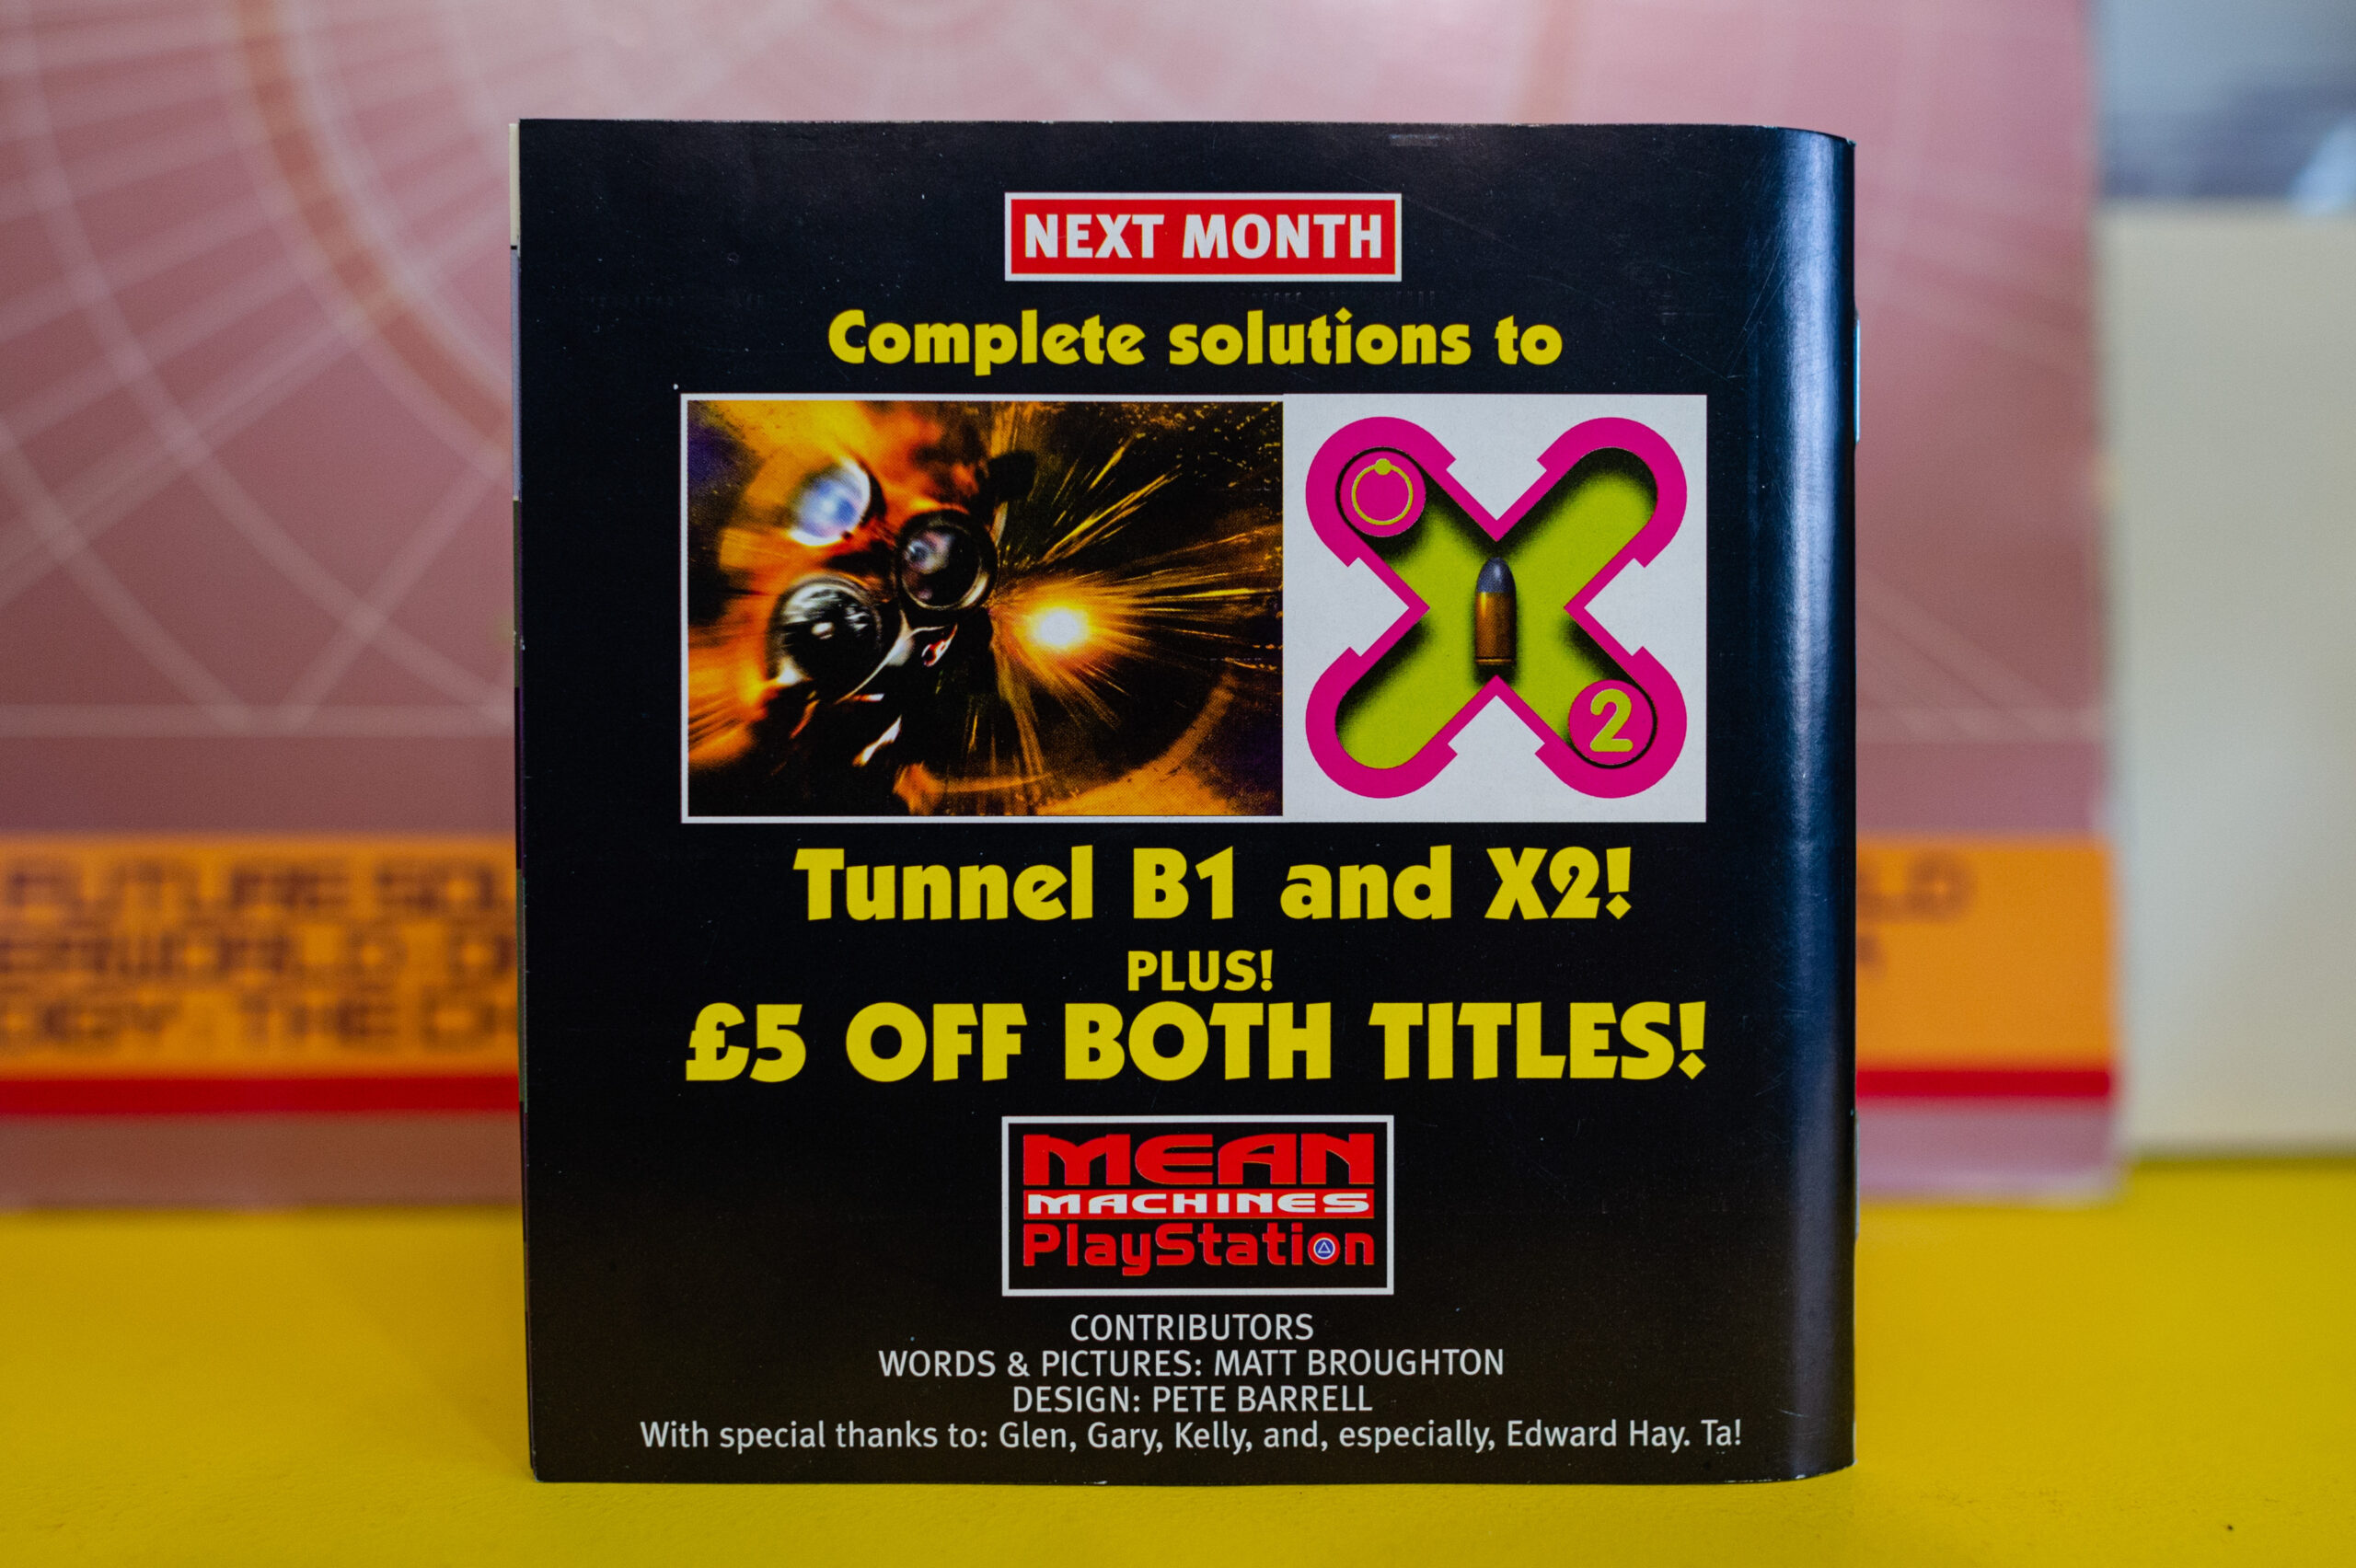 NEXT MONTH
Complete solutions to
2
Tunnel B1 and X2!
PLUS!
£5 OFF BOTH TITLES!
MEAN
MACHINES
PlayStation
CONTRIBUTORS
WORDS & PICTURES: MATT BROUGHTON
DESIGN: PETE BARRELL
With special thanks to: Glen, Gary, Kelly, and, especially, Edward Hay. Ta!
FUTURE
THE